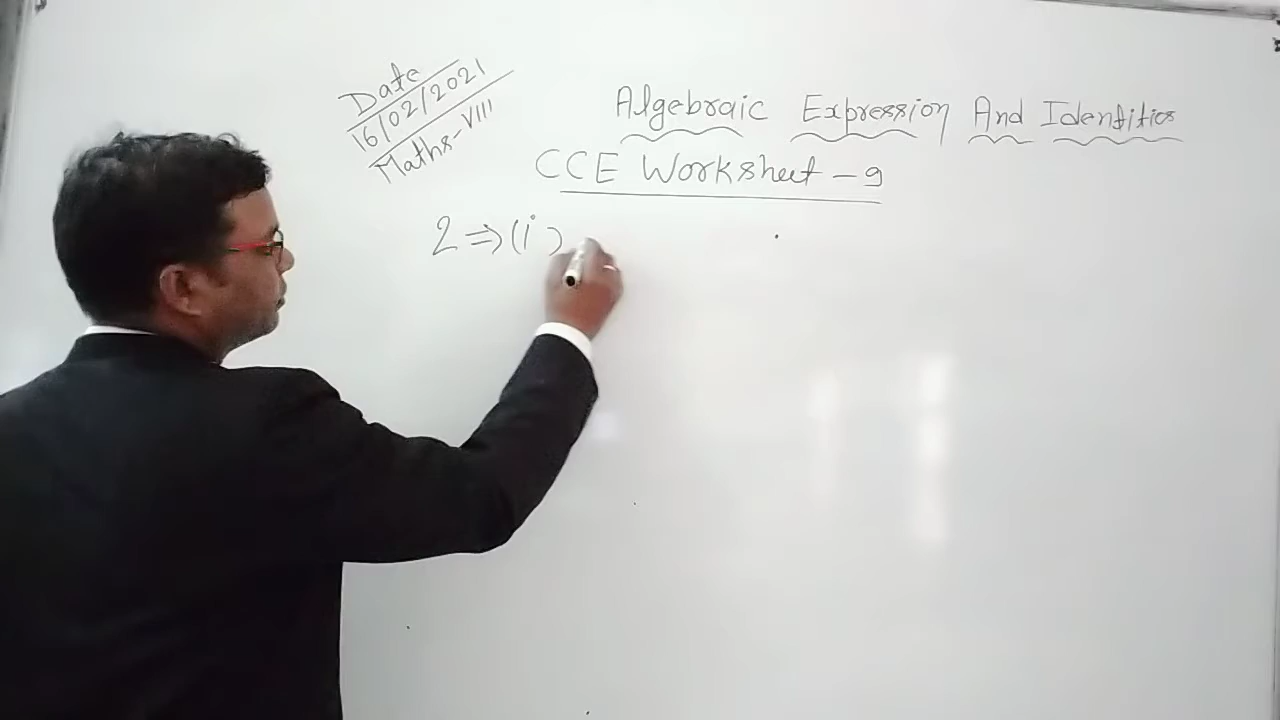 Date
16/02/2021
Maths-VIII
Algebraic Expression And Identities
CCE Worksheet - 9
2 ⇒ (i)